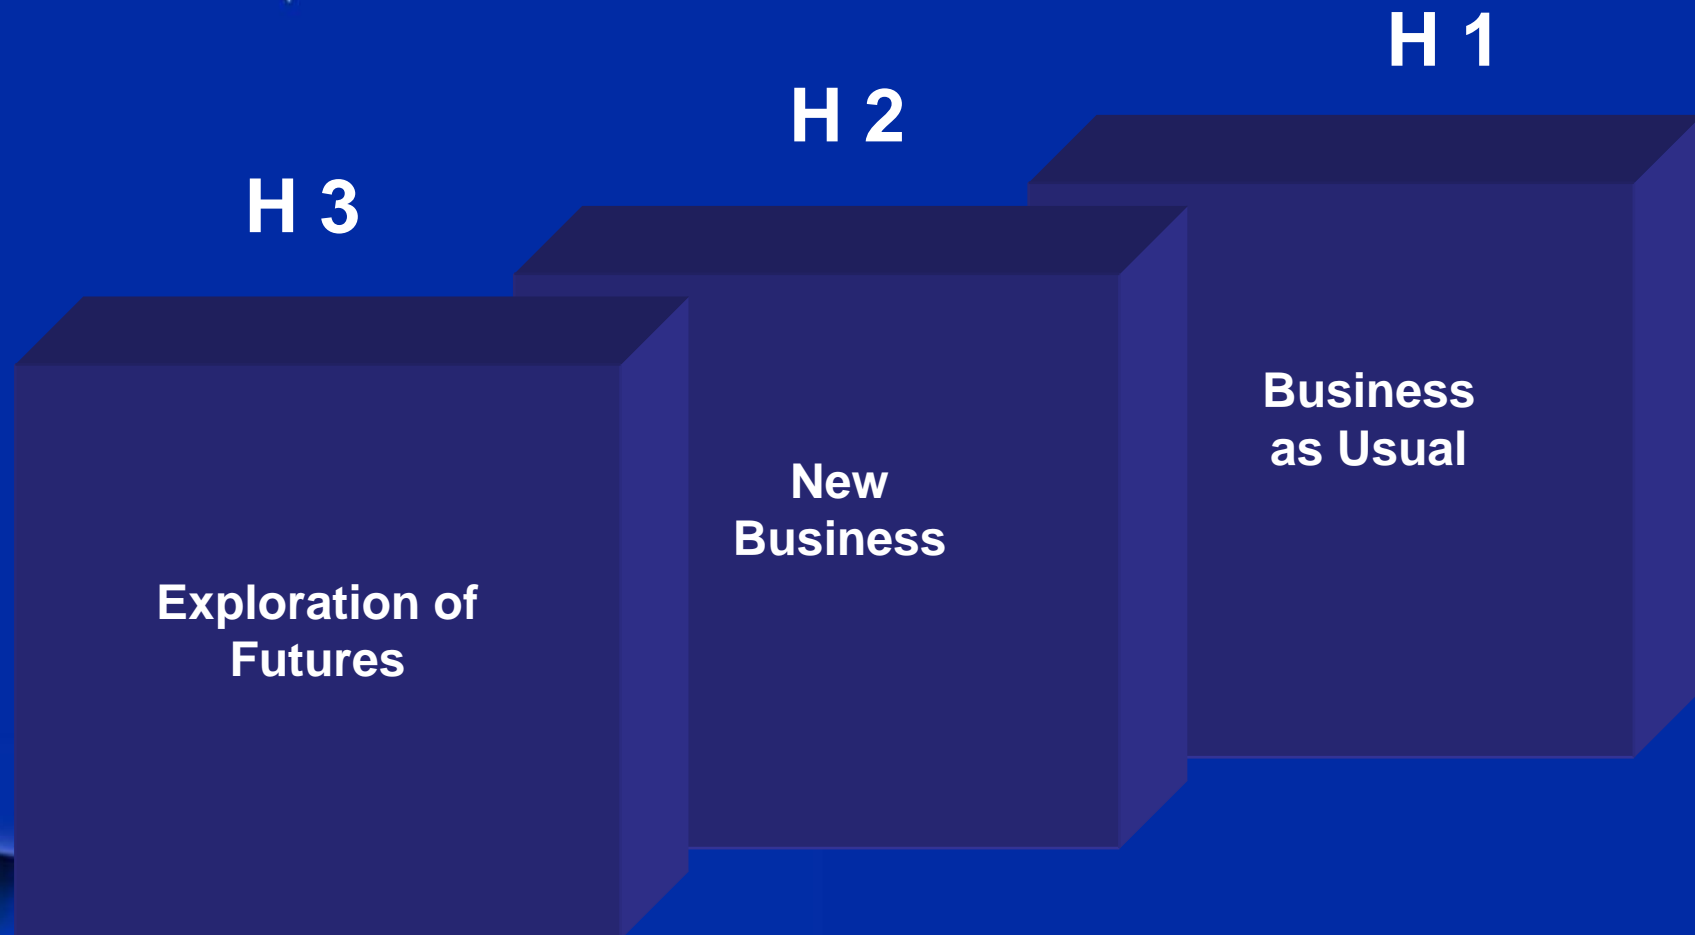 H 1
H 2
H 3
Business
as Usual
New
Business
Exploration of
Futures